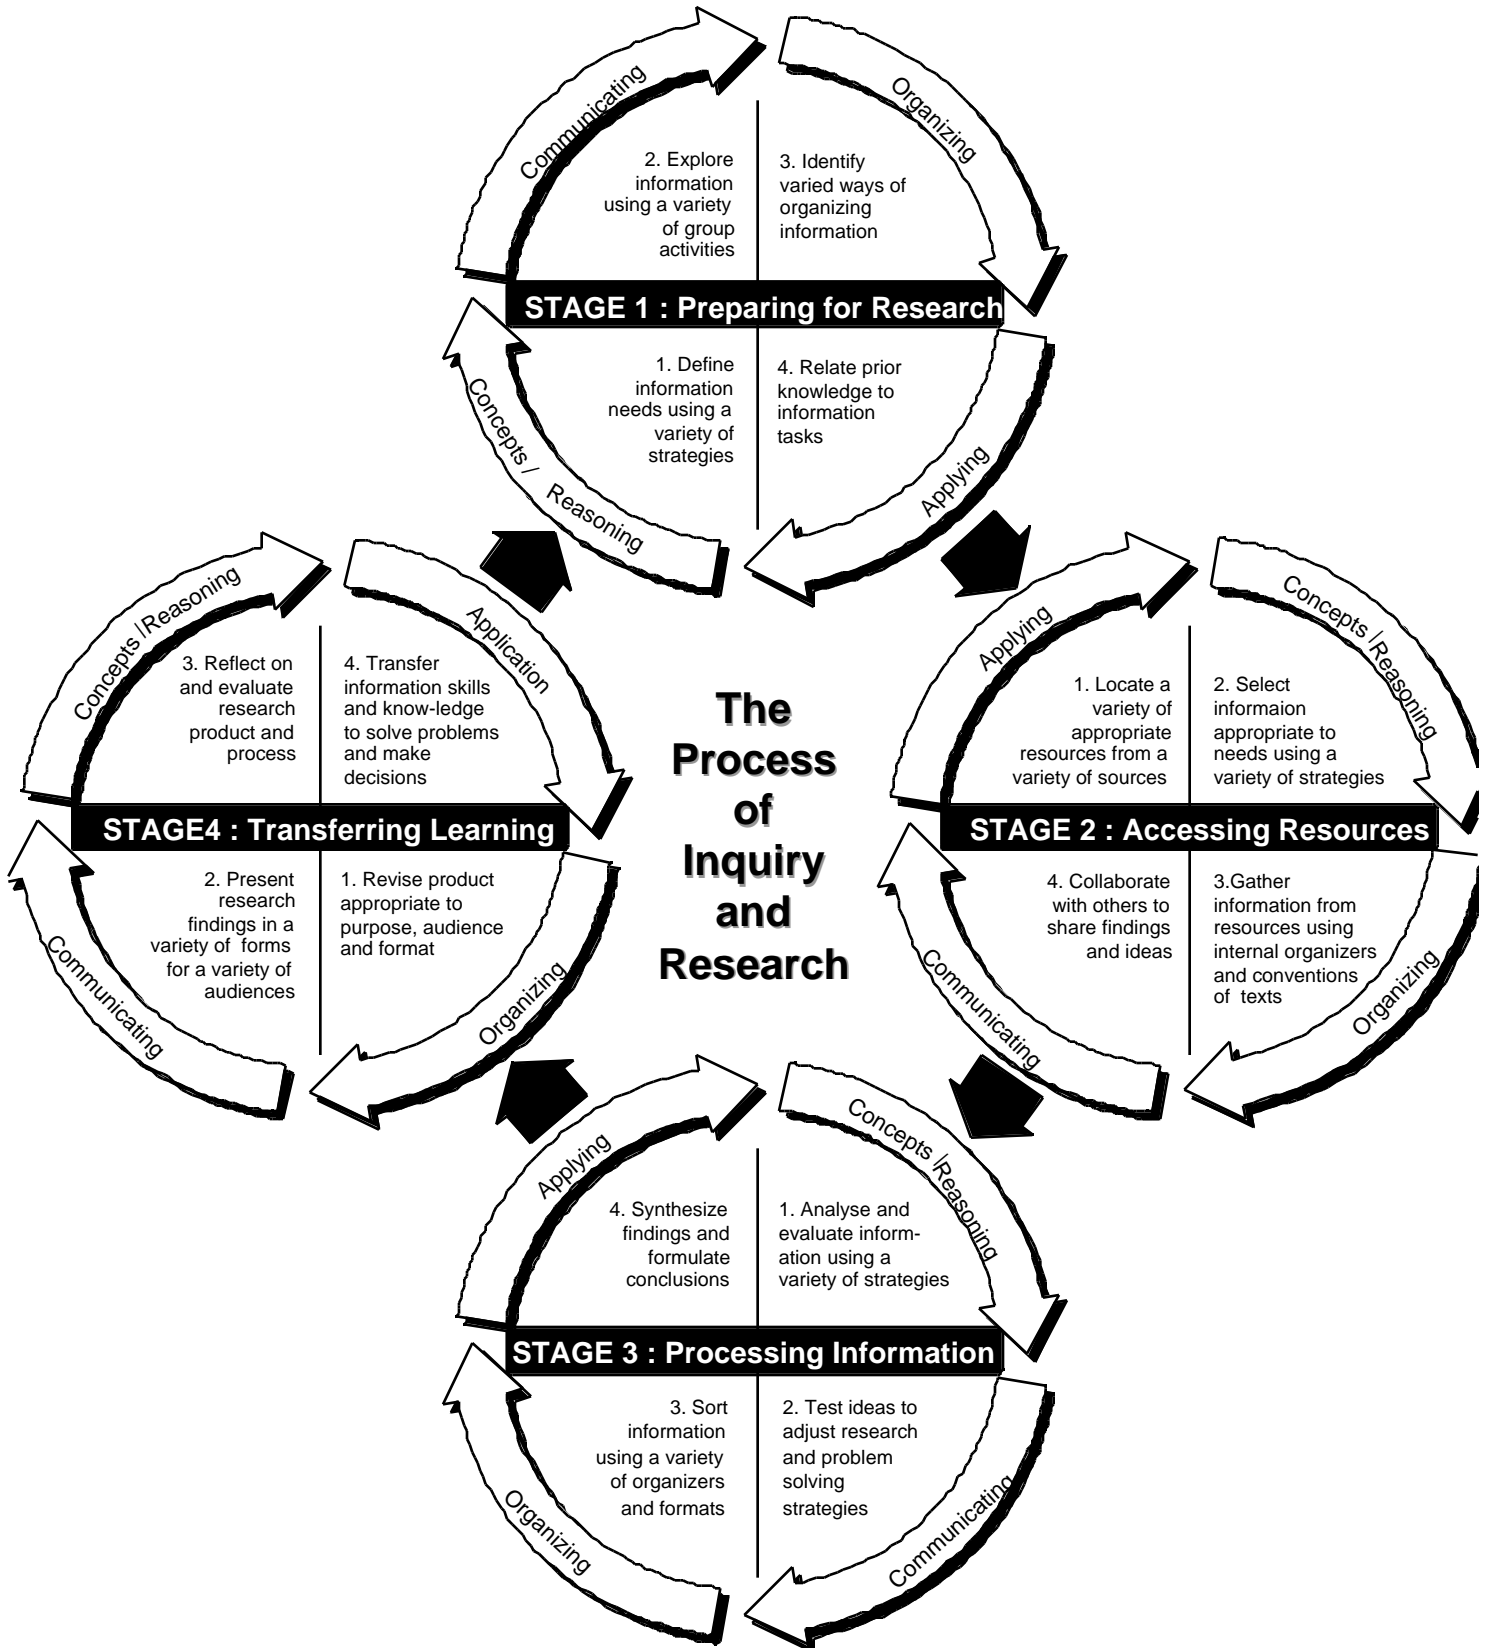 Communicating
Organizing
2. Explore
information
using a variety
of group
activities
3. Identify
varied ways of
organizing
information
STAGE 1 : Preparing for Research
1. Define
information
needs using a
variety of
strategies
4. Relate prior
knowledge to
information
tasks
Concepts / Reasoning
Applying
Concepts /Reasoning
Application
3. Reflect on
and evaluate
research
product and
process
4. Transfer
information skills
and know-ledge
to solve problems
and make
decisions
STAGE4 : Transferring Learning
2. Present
research
findings in a
variety of forms
for a variety of
audiences
1. Revise product
appropriate to
purpose, audience
and format
Communicating
Organizing
The
Process
of
Inquiry
and
Research
Applying
Concepts /Reasoning
1. Locate a
variety of
appropriate
resources from a
variety of sources
2. Select
informaion
appropriate to
needs using a
variety of strategies
STAGE 2 : Accessing Resources
4. Collaborate
with others to
share findings
and ideas
3.Gather
information from
resources using
internal organizers
and conventions
of texts
Communicating
Organizing
Applying
Concepts /Reasoning
4. Synthesize
findings and
formulate
conclusions
1. Analyse and
evaluate inform-
ation using a
variety of strategies
STAGE 3 : Processing Information
3. Sort
information
using a variety
of organizers
and formats
2. Test ideas to
adjust research
and problem
solving
strategies
Organizing
Communicating